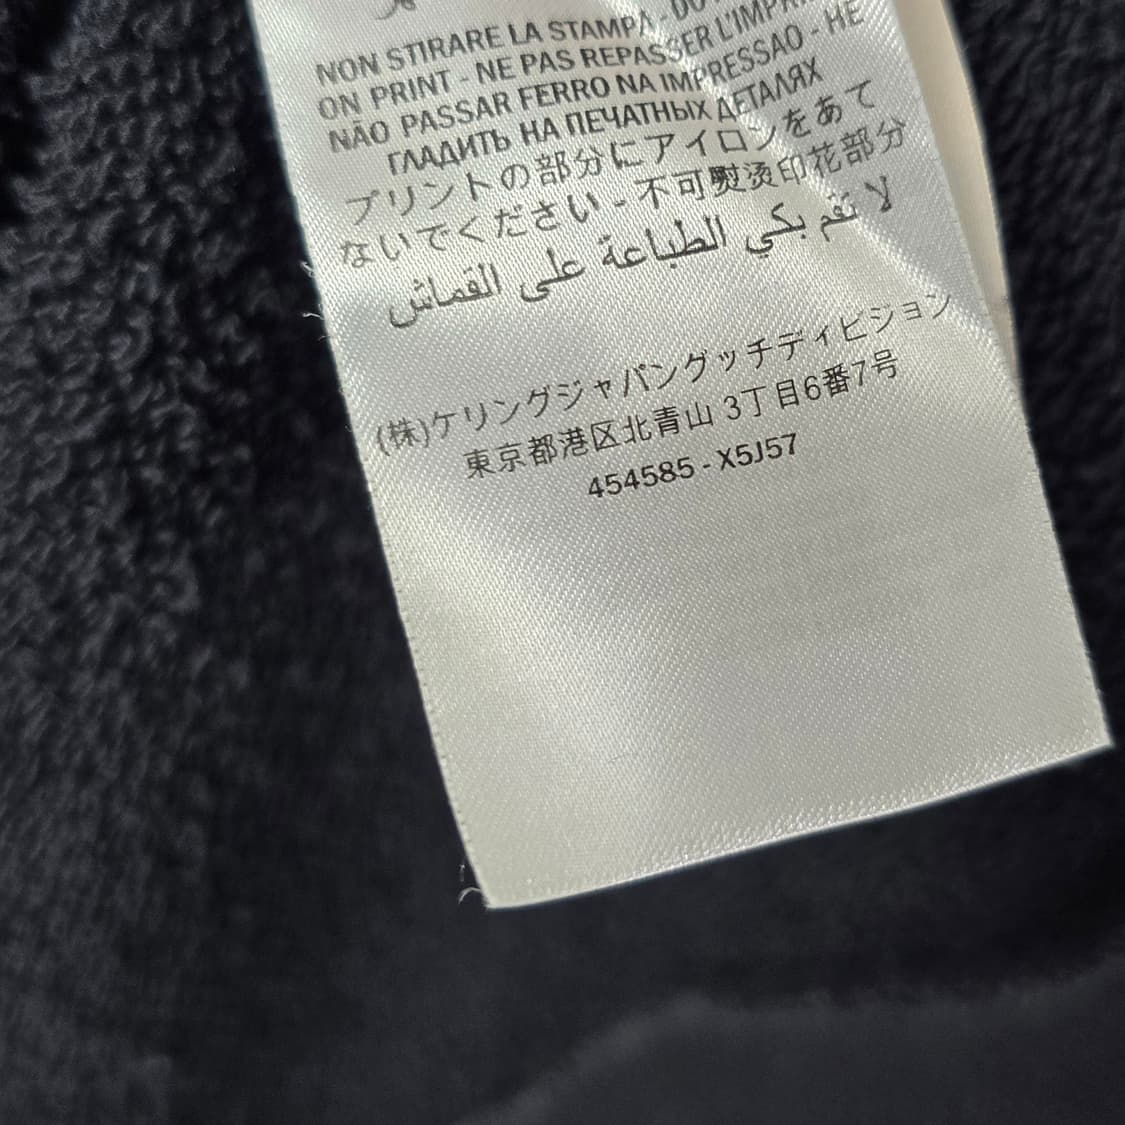 NON STIRARE LA STAMPA - DO
ON PRINT - NE PAS REPASSER L'IMPRI
NÃO PASSAR FERRO NA IMPRESSAO - НЕ
ГЛАДИТЬ НА ПЕЧАТНЫХ ДЕТАЛЯХ
プリントの部分にアイロンをあて
ないでください - 不可熨烫印花部分
لا تقم بكي الطباعة على القماش
(株)ケリングジャパングッチディビジョン
東京都港区北青山 3丁目6番7号
454585 - X5J57